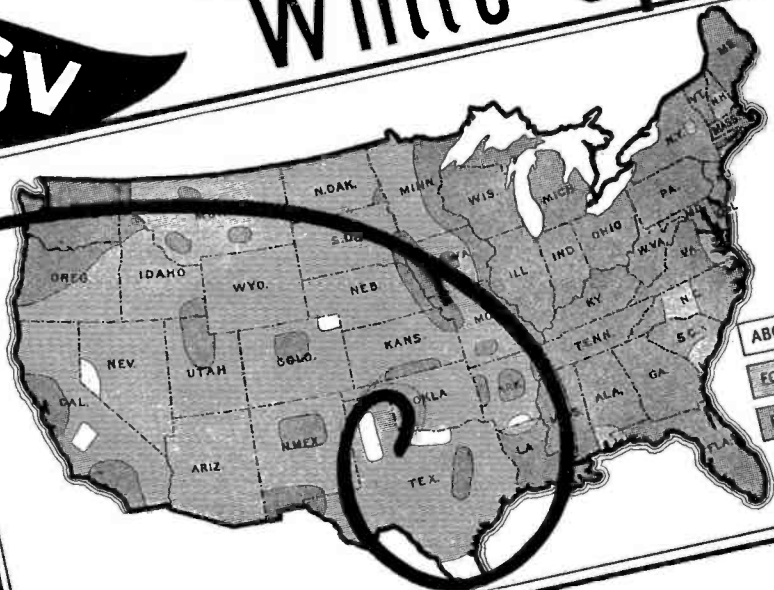 White
GV
ME.
VT.
N.H.
MASS.
N.Y.
N.DAK.
MINN.
WIS.
MICH.
PA.
S.D
OREG.
IDAHO
WYO.
NEB
ILL
IND
OHIO
W.VA.
VA.
KY
NEV.
UTAH
COLO.
KANS
MO
TENN.
N.
S.C.
CAL.
ARIZ.
N.MEX.
OKLA
ARK.
ALA.
GA.
TEX.
LA
FLA